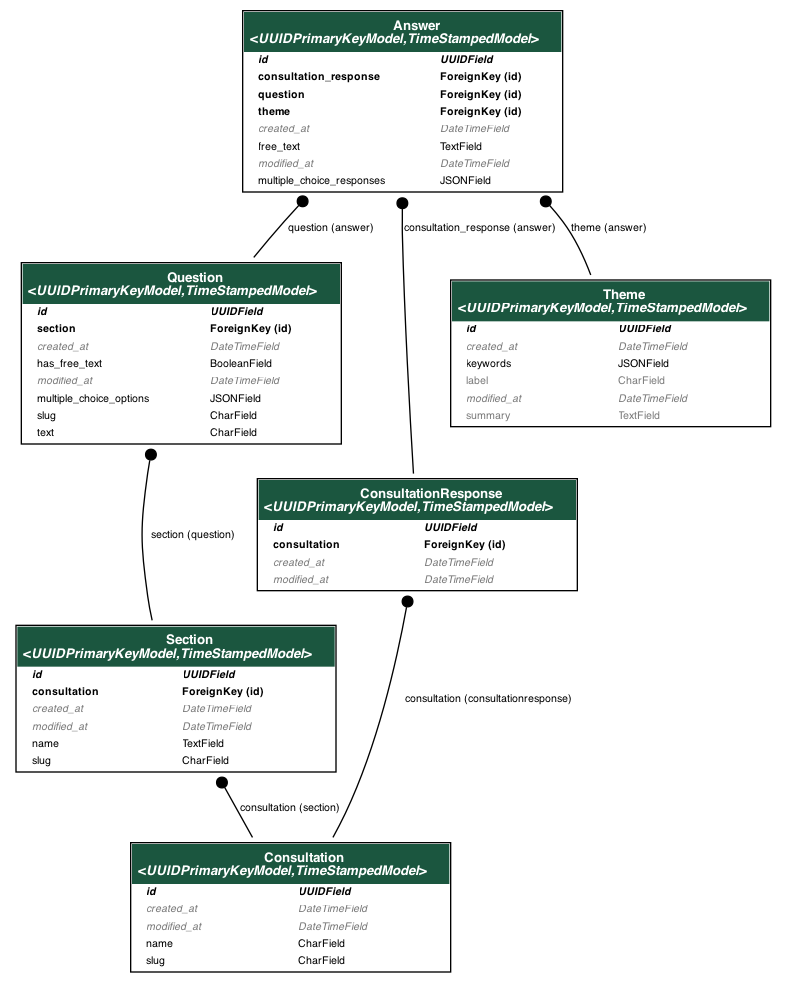 Answer
<UUIDPrimaryKeyModel,TimeStampedModel>
id UUIDField
consultation_response ForeignKey (id)
question ForeignKey (id)
theme ForeignKey (id)
created_at DateTimeField
free_text TextField
modified_at DateTimeField
multiple_choice_responses JSONField
question (answer)
consultation_response (answer)
theme (answer)
Question
<UUIDPrimaryKeyModel,TimeStampedModel>
id UUIDField
section ForeignKey (id)
created_at DateTimeField
has_free_text BooleanField
modified_at DateTimeField
multiple_choice_options JSONField
slug CharField
text CharField
Theme
<UUIDPrimaryKeyModel,TimeStampedModel>
id UUIDField
created_at DateTimeField
keywords JSONField
label CharField
modified_at DateTimeField
summary TextField
ConsultationResponse
<UUIDPrimaryKeyModel,TimeStampedModel>
id UUIDField
consultation ForeignKey (id)
created_at DateTimeField
modified_at DateTimeField
section (question)
Section
<UUIDPrimaryKeyModel,TimeStampedModel>
id UUIDField
consultation ForeignKey (id)
created_at DateTimeField
modified_at DateTimeField
name TextField
slug CharField
consultation (consultationresponse)
consultation (section)
Consultation
<UUIDPrimaryKeyModel,TimeStampedModel>
id UUIDField
created_at DateTimeField
modified_at DateTimeField
name CharField
slug CharField